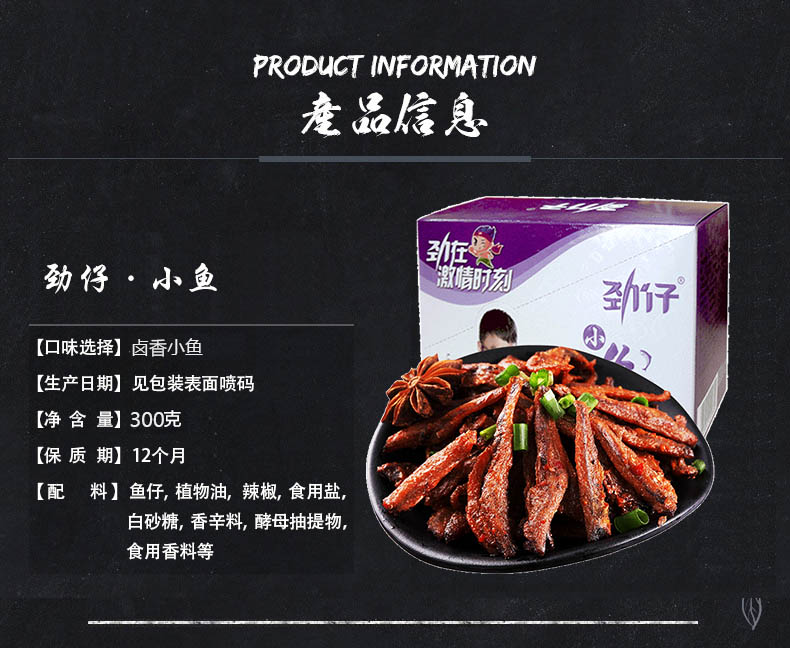 PRODUCT INFORMATION
產品信息
劲仔·小鱼
【口味选择】卤香小鱼
【生产日期】见包装表面喷码
【净 含 量】300克
【保 质 期】12个月
【配 料】鱼仔, 植物油, 辣椒, 食用盐,
白砂糖, 香辛料, 酵母抽提物,
食用香料等
劲仔
劲在
激情时刻
劲仔®
小